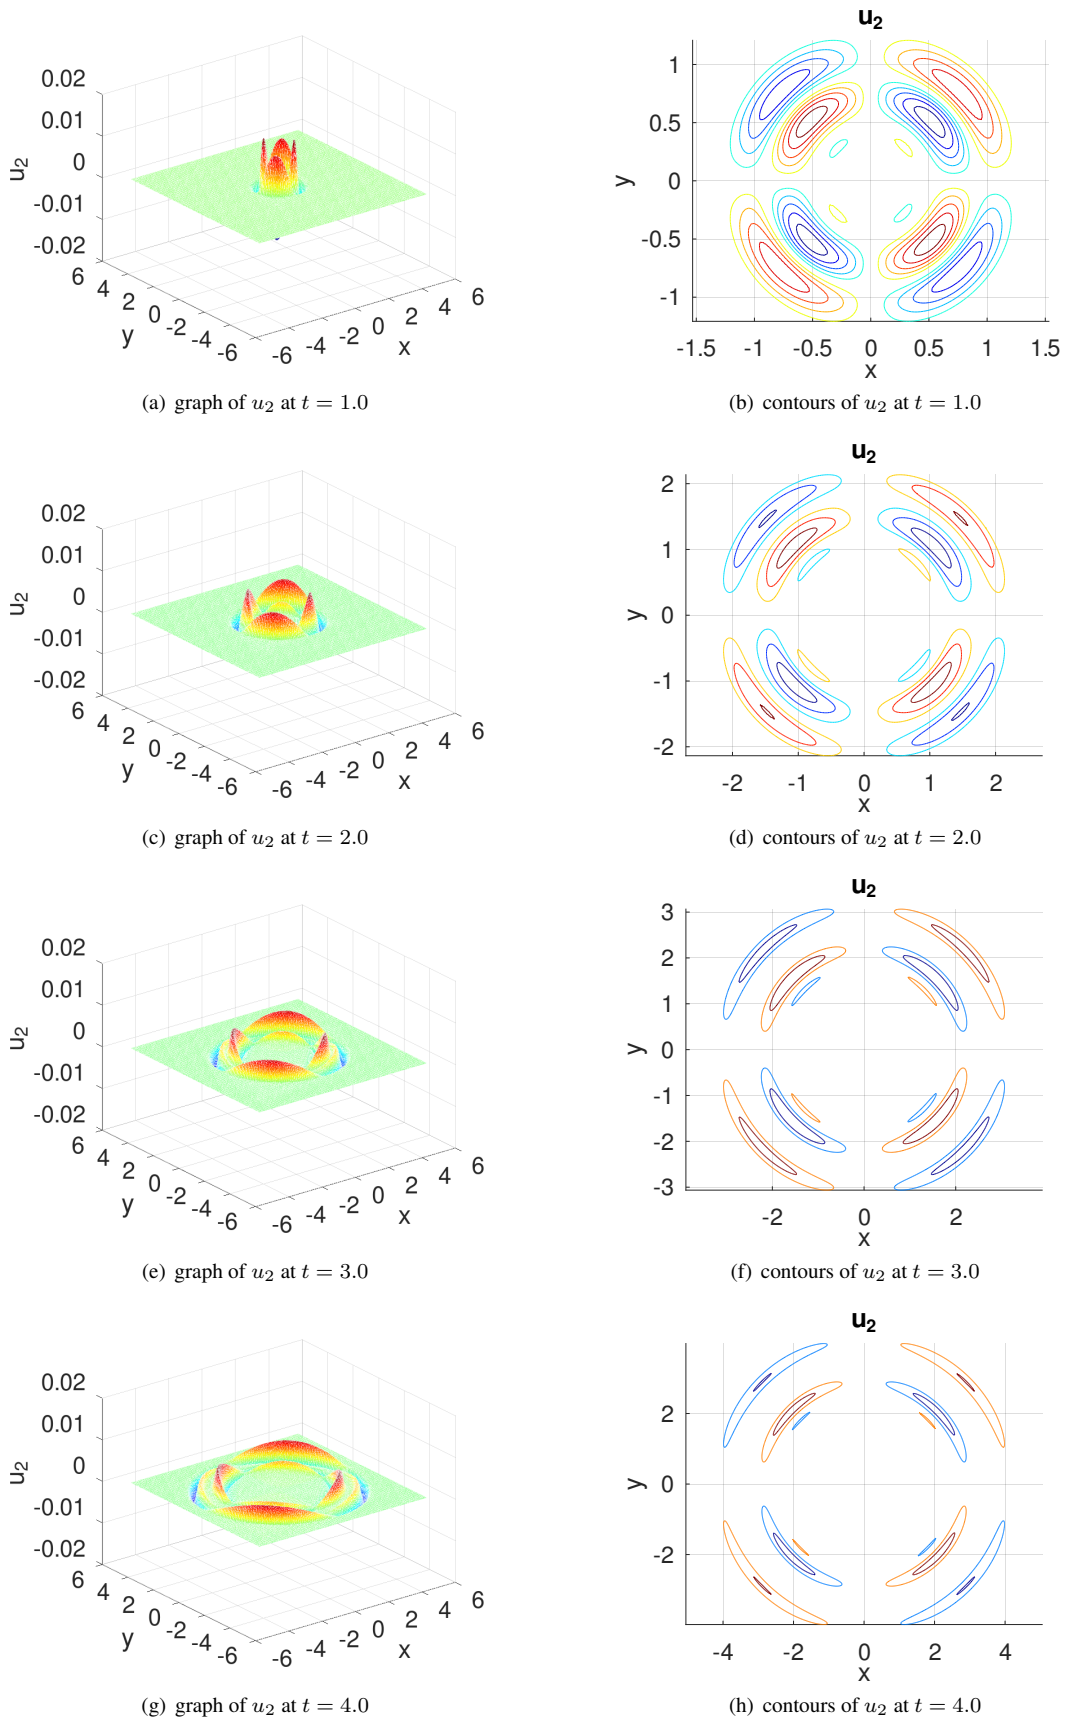 u2
0.02
0.01
0
-0.01
-0.02
6
4
2
0
-2
-4
-6
y
-6
-4
-2
0
2
4
6
x
(a) graph of u2 at t = 1.0
u2
1
0.5
0
-0.5
-1
y
-1.5 -1 -0.5 0 0.5 1 1.5
x
(b) contours of u2 at t = 1.0
u2
0.02
0.01
0
-0.01
-0.02
6
4
2
0
-2
-4
-6
y
-6
-4
-2
0
2
4
6
x
(c) graph of u2 at t = 2.0
u2
2
1
0
-1
-2
y
-2 -1 0 1 2
x
(d) contours of u2 at t = 2.0
u2
0.02
0.01
0
-0.01
-0.02
6
4
2
0
-2
-4
-6
y
-6
-4
-2
0
2
4
6
x
(e) graph of u2 at t = 3.0
u2
3
2
1
0
-1
-2
-3
y
-2 0 2
x
(f) contours of u2 at t = 3.0
u2
0.02
0.01
0
-0.01
-0.02
6
4
2
0
-2
-4
-6
y
-6
-4
-2
0
2
4
6
x
(g) graph of u2 at t = 4.0
u2
2
0
-2
y
-4 -2 0 2 4
x
(h) contours of u2 at t = 4.0